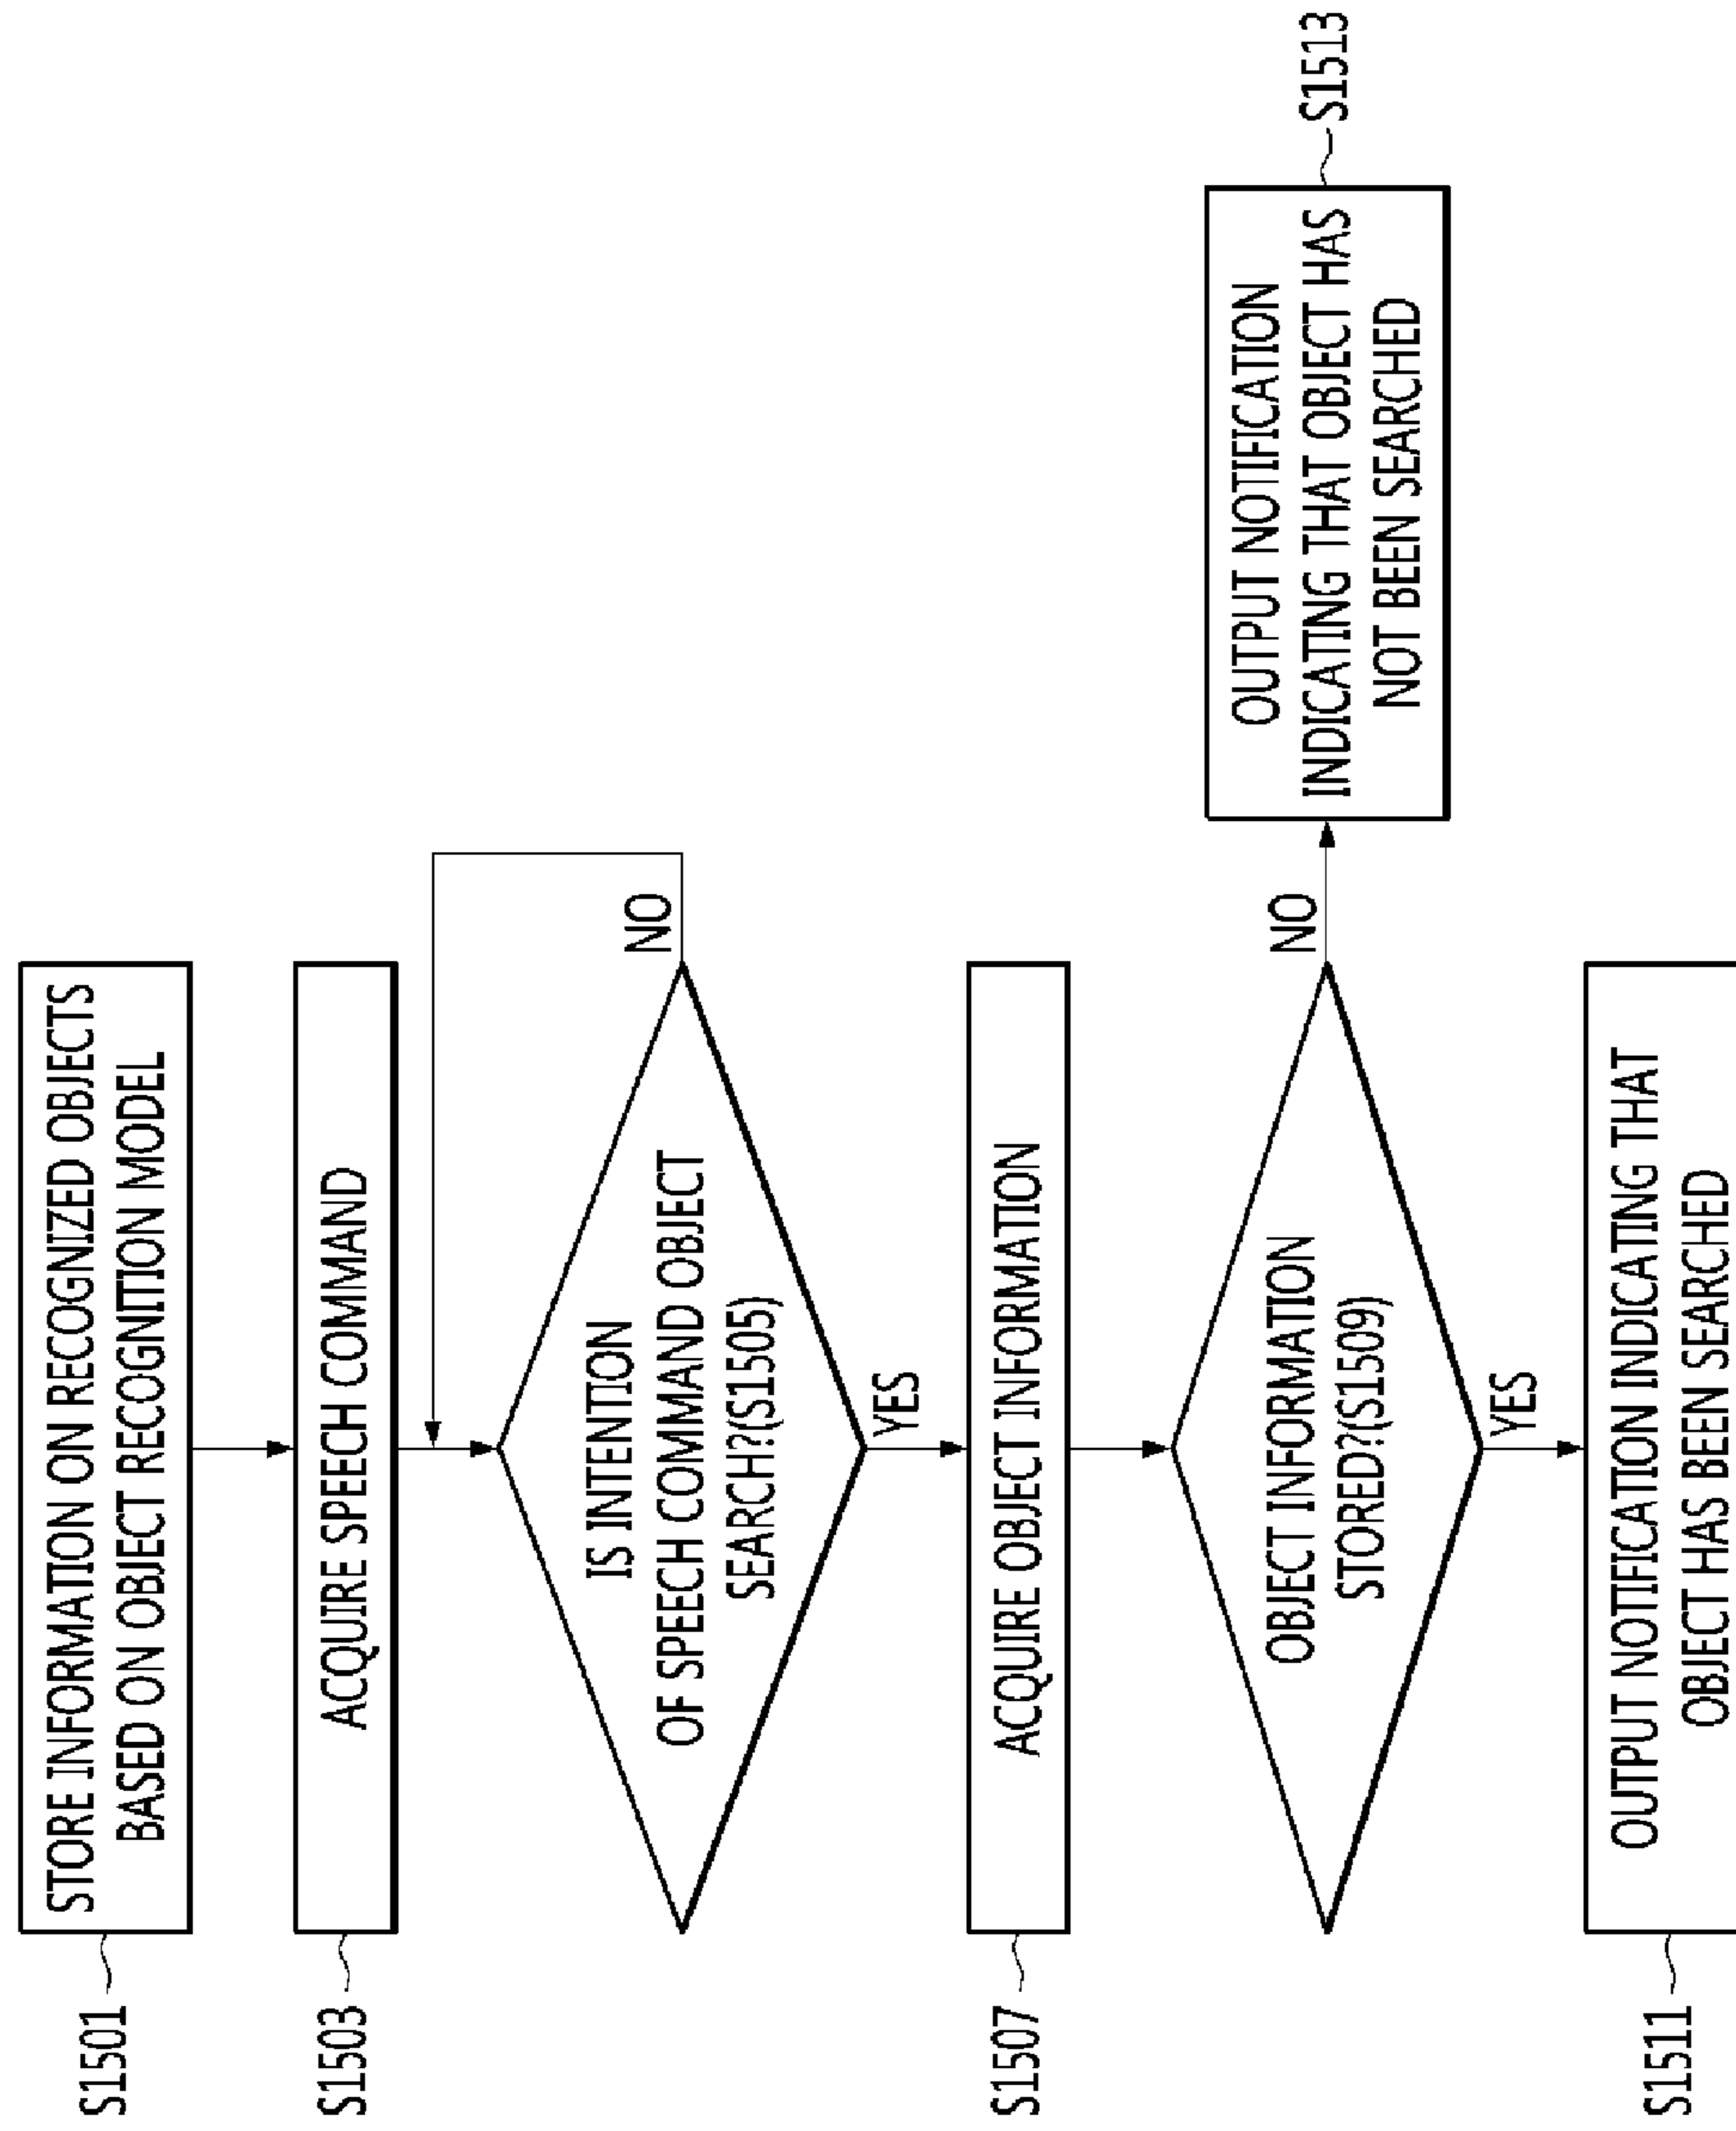 S1501
STORE INFORMATION ON RECOGNIZED OBJECTS
BASED ON OBJECT RECOGNITION MODEL
S1503
ACQUIRE SPEECH COMMAND
IS INTENTION
OF SPEECH COMMAND OBJECT
SEARCH?(S1505)
NO
YES
S1507
ACQUIRE OBJECT INFORMATION
OBJECT INFORMATION
STORED?(S1509)
NO
OUTPUT NOTIFICATION
INDICATING THAT OBJECT HAS
NOT BEEN SEARCHED
S1513
YES
S1511
OUTPUT NOTIFICATION INDICATING THAT
OBJECT HAS BEEN SEARCHED